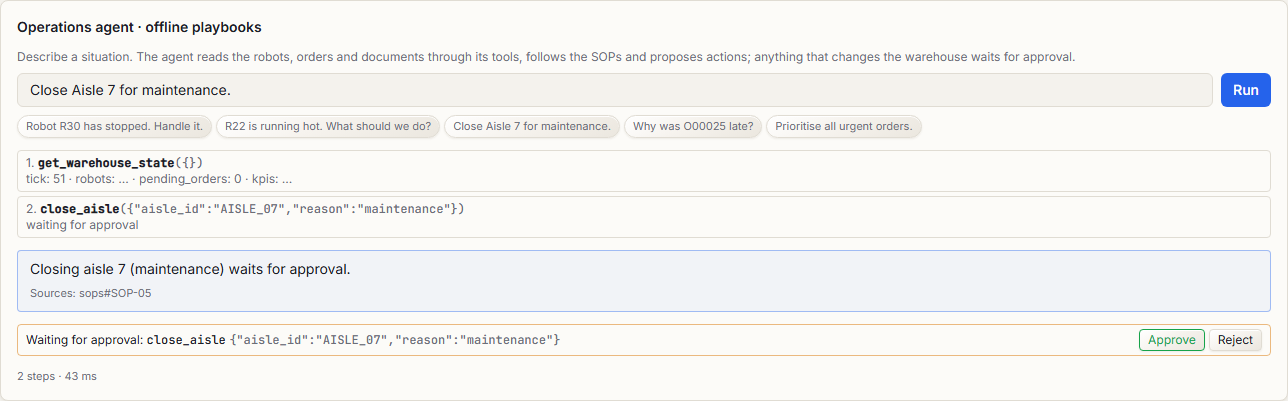 Operations agent · offline playbooks
Describe a situation. The agent reads the robots, orders and documents through its tools, follows the SOPs and proposes actions; anything that changes the warehouse waits for approval.
Close Aisle 7 for maintenance.
Run
Robot R30 has stopped. Handle it.
R22 is running hot. What should we do?
Close Aisle 7 for maintenance.
Why was O00025 late?
Prioritise all urgent orders.
1. get_warehouse_state({})
tick: 51 · robots: ... · pending_orders: 0 · kpis: ...
2. close_aisle({"aisle_id":"AISLE_07","reason":"maintenance"})
waiting for approval
Closing aisle 7 (maintenance) waits for approval.
Sources: sops#SOP-05
Waiting for approval: close_aisle {"aisle_id":"AISLE_07","reason":"maintenance"}
Approve
Reject
2 steps · 43 ms